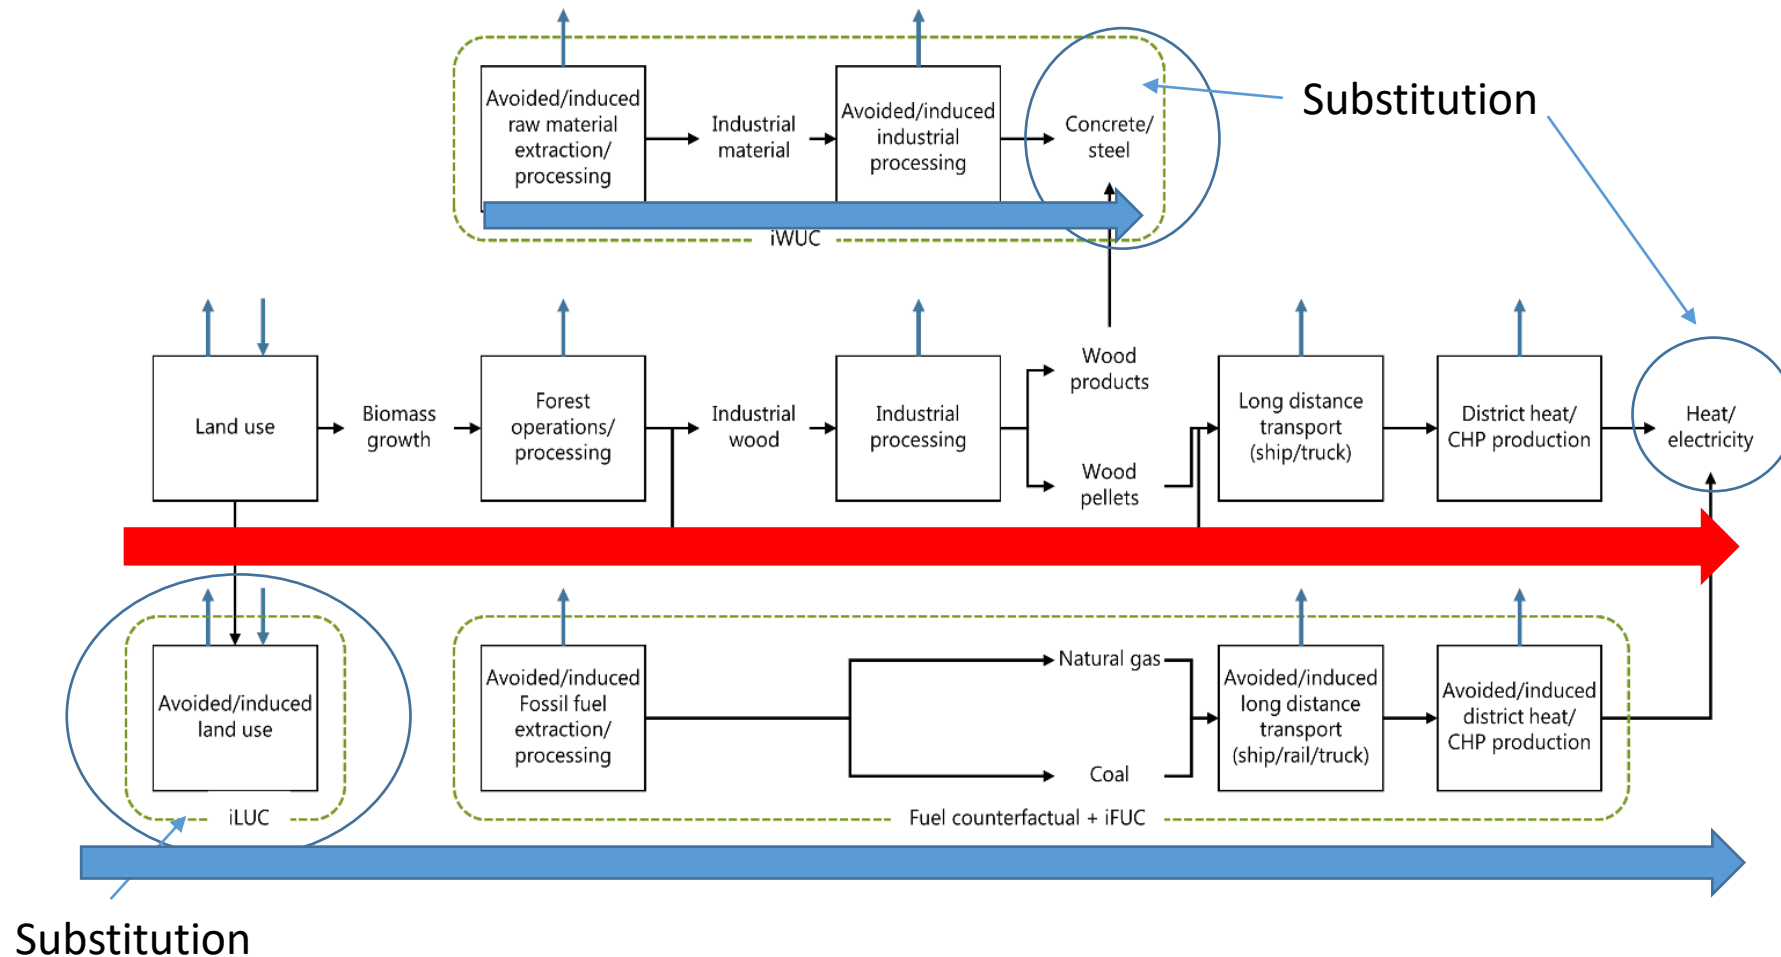 Avoided/induced
raw material
extraction/
processing
Industrial
material
Avoided/induced
industrial
processing
Concrete/
steel
Substitution
iWUC
Land use
Biomass
growth
Forest
operations/
processing
Industrial
wood
Industrial
processing
Wood
products
Wood
pellets
Long distance
transport
(ship/truck)
District heat/
CHP production
Heat/
electricity
Avoided/induced
land use
iLUC
Avoided/induced
Fossil fuel
extraction/
processing
Natural gas
Coal
Avoided/induced
long distance
transport
(ship/rail/truck)
Avoided/induced
district heat/
CHP production
Fuel counterfactual + iFUC
Substitution